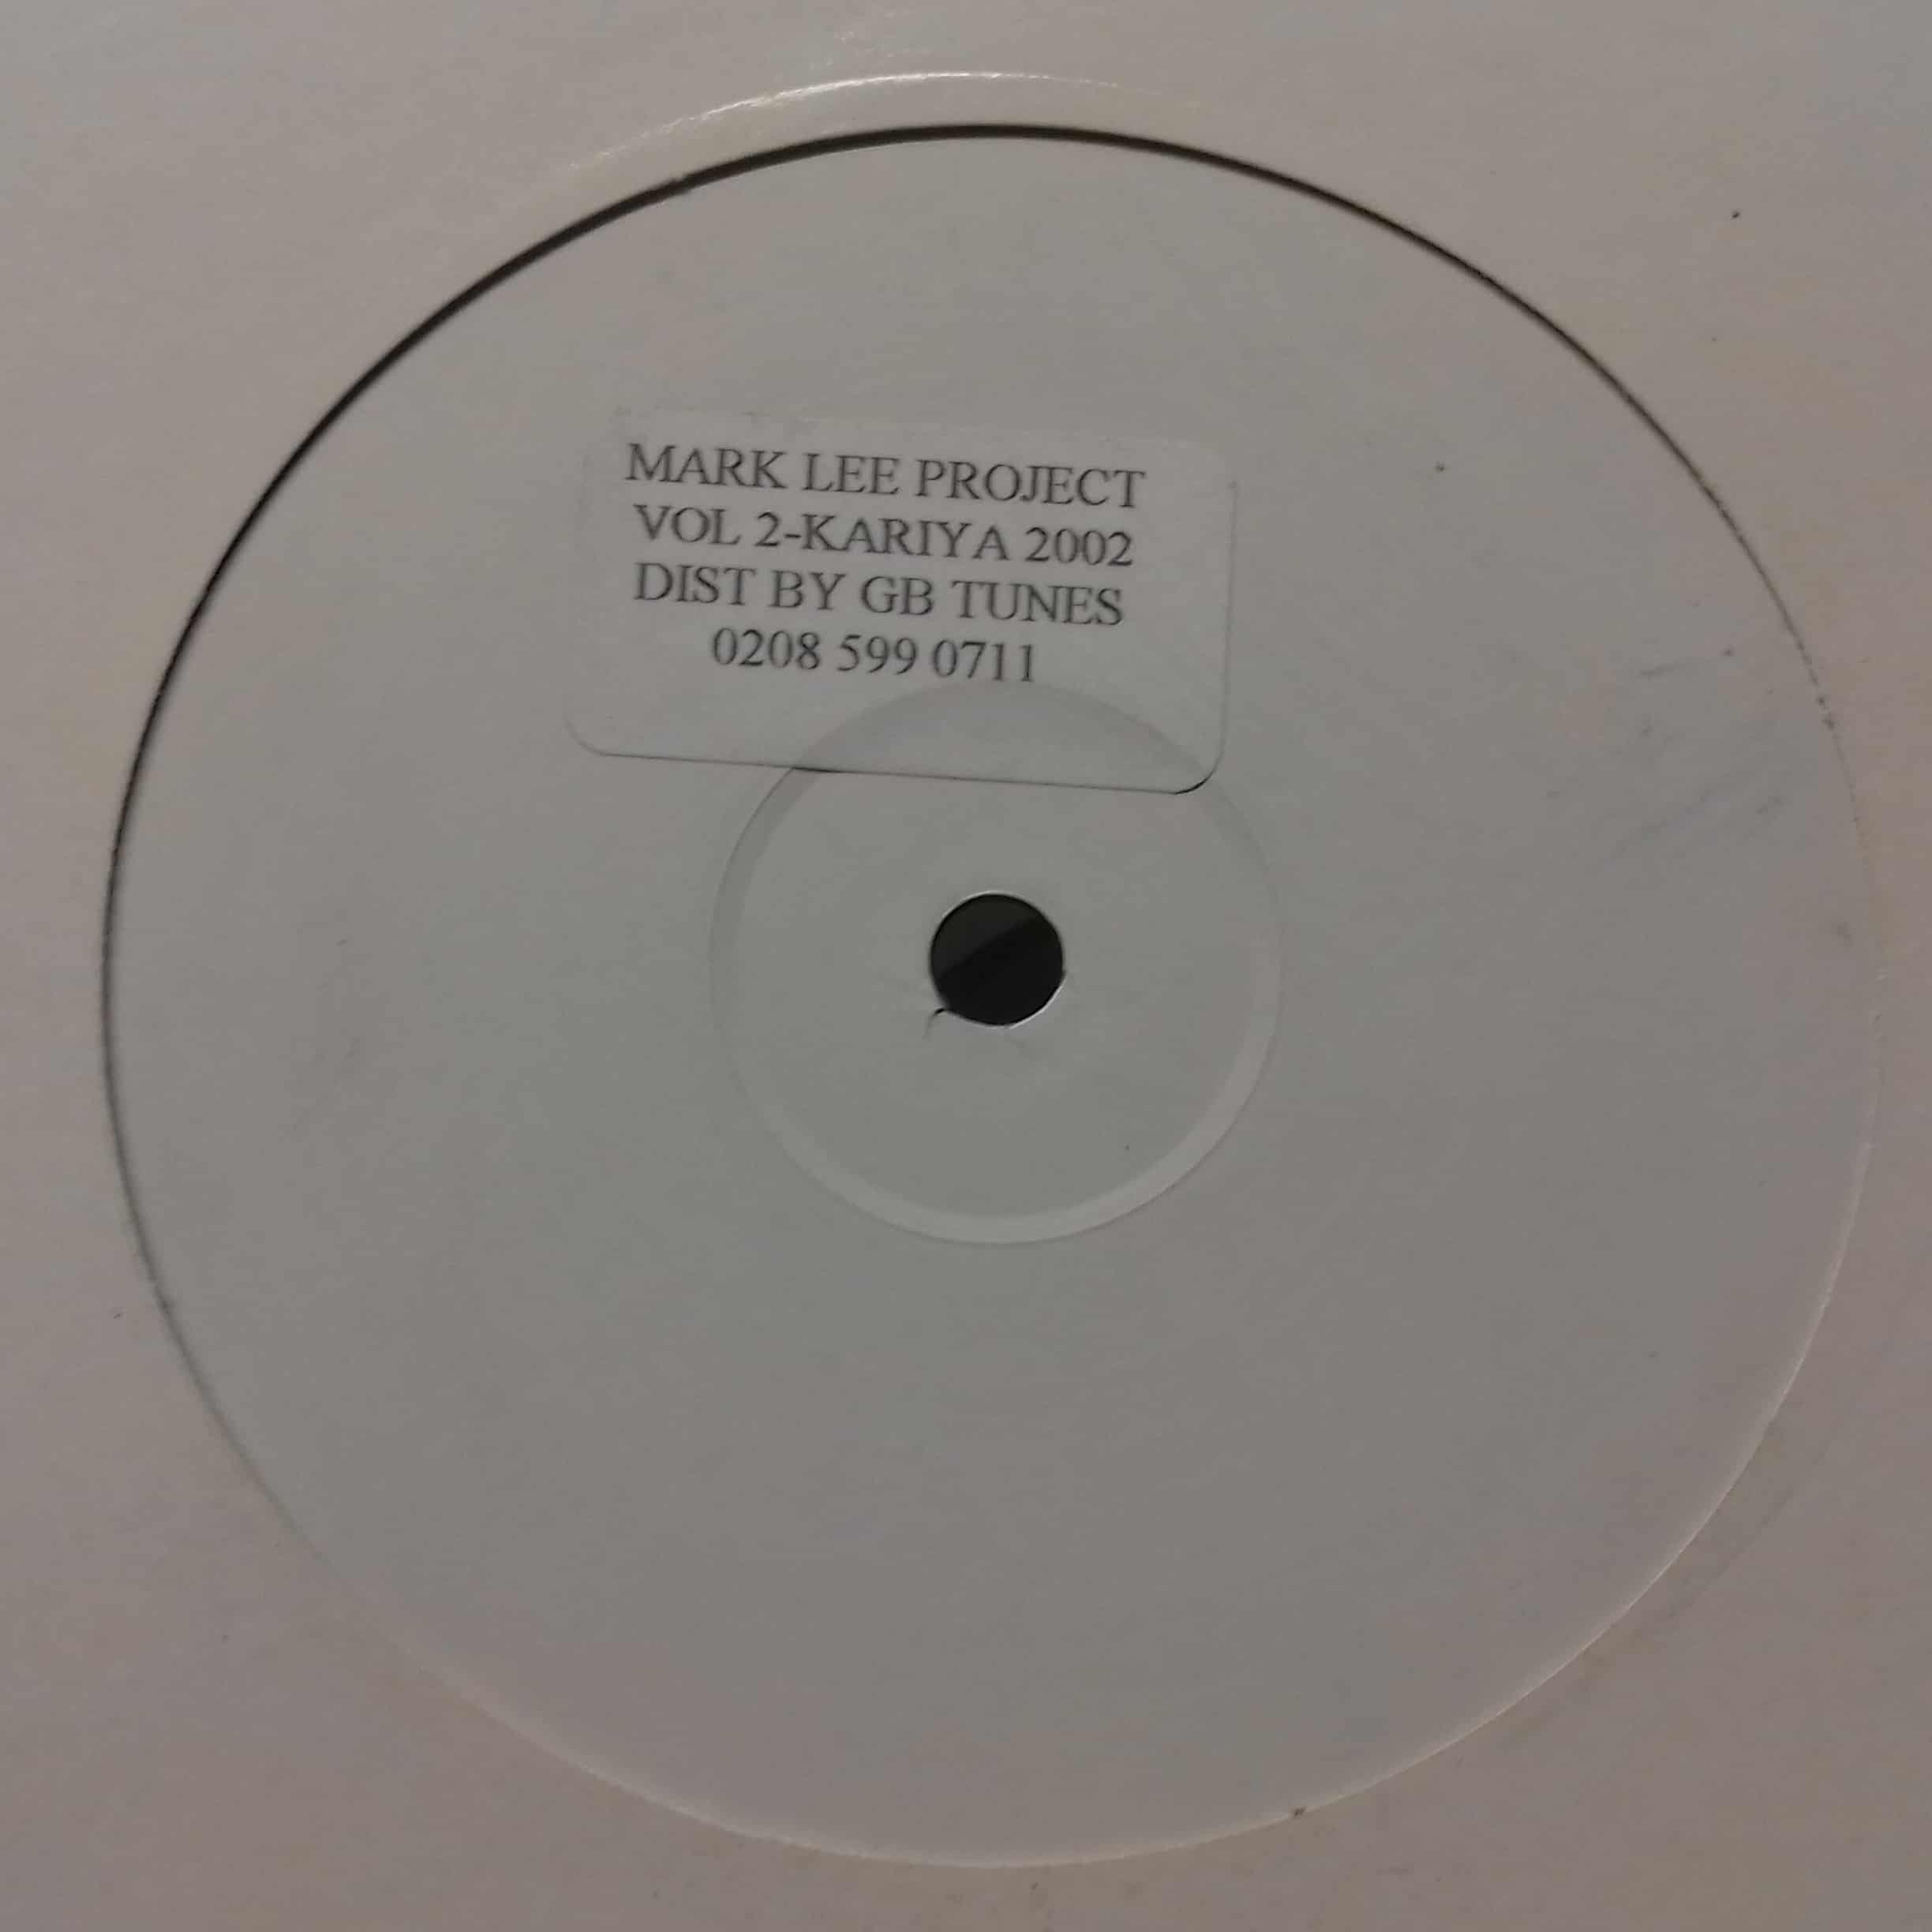 MARK LEE PROJECT
VOL 2-KARIYA 2002
DIST BY GB TUNES
0208 599 0711